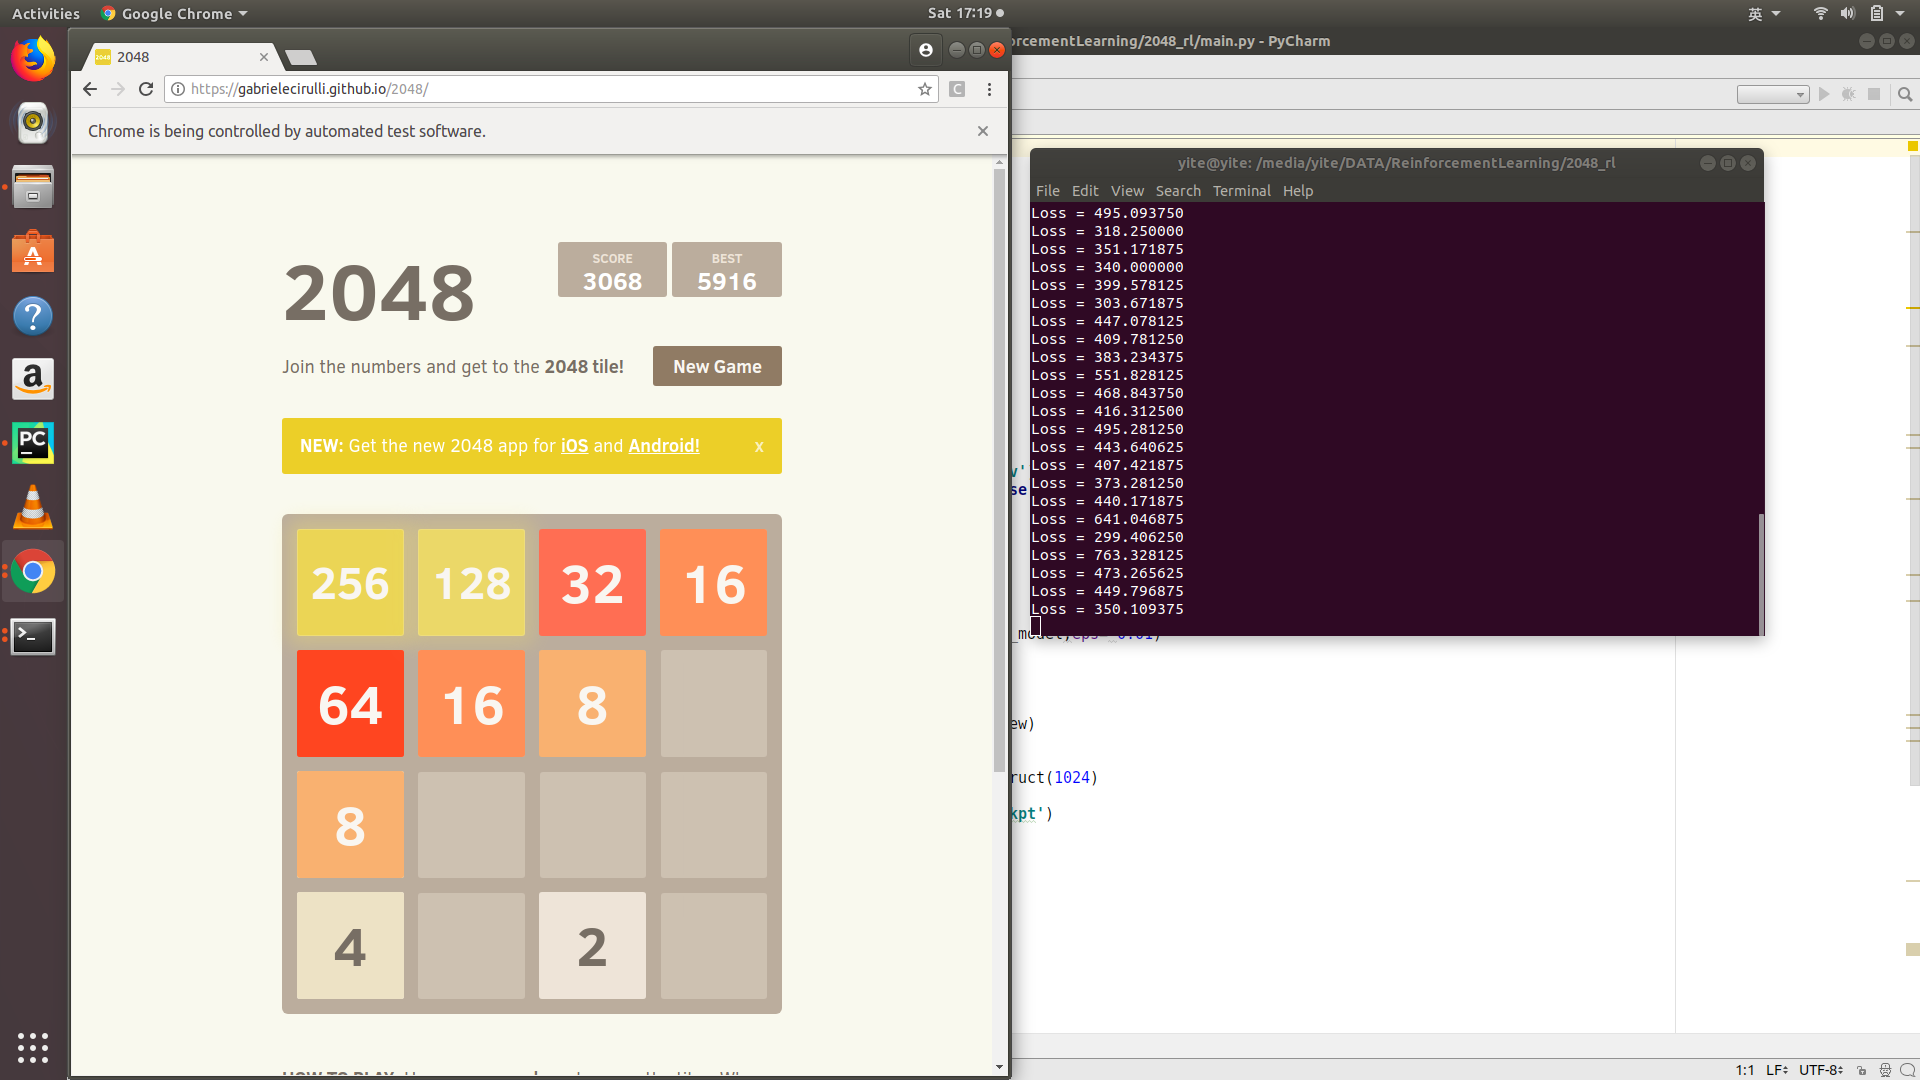 Activities
Google Chrome
Sat 17:19
英
2048
orcementLearning/2048_rl/main.py - PyCharm
https://gabrielecirulli.github.io/2048/
C
Chrome is being controlled by automated test software.
2048
SCORE
3068
BEST
5916
Join the numbers and get to the 2048 tile!
New Game
NEW: Get the new 2048 app for iOS and Android!
x
256 128 32 16
64 16 8
8
4 2
yite@yite: /media/yite/DATA/ReinforcementLearning/2048_rl
File Edit View Search Terminal Help
Loss = 495.093750
Loss = 318.250000
Loss = 351.171875
Loss = 340.000000
Loss = 399.578125
Loss = 303.671875
Loss = 447.078125
Loss = 409.781250
Loss = 383.234375
Loss = 551.828125
Loss = 468.843750
Loss = 416.312500
Loss = 495.281250
Loss = 443.640625
Loss = 407.421875
Loss = 373.281250
Loss = 440.171875
Loss = 641.046875
Loss = 299.406250
Loss = 763.328125
Loss = 473.265625
Loss = 449.796875
Loss = 350.109375
v'
se
ew)
ruct(1024)
kpt')
PC
1:1 LF UTF-8